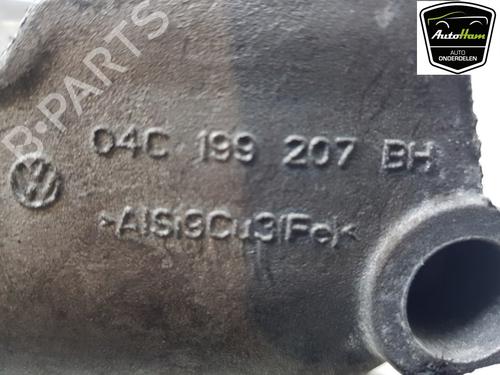 AutoHam
AUTO
ONDERDELEN
B-PARTS
04C 199 207 BH
>AlSi9Cu3(Fe)<